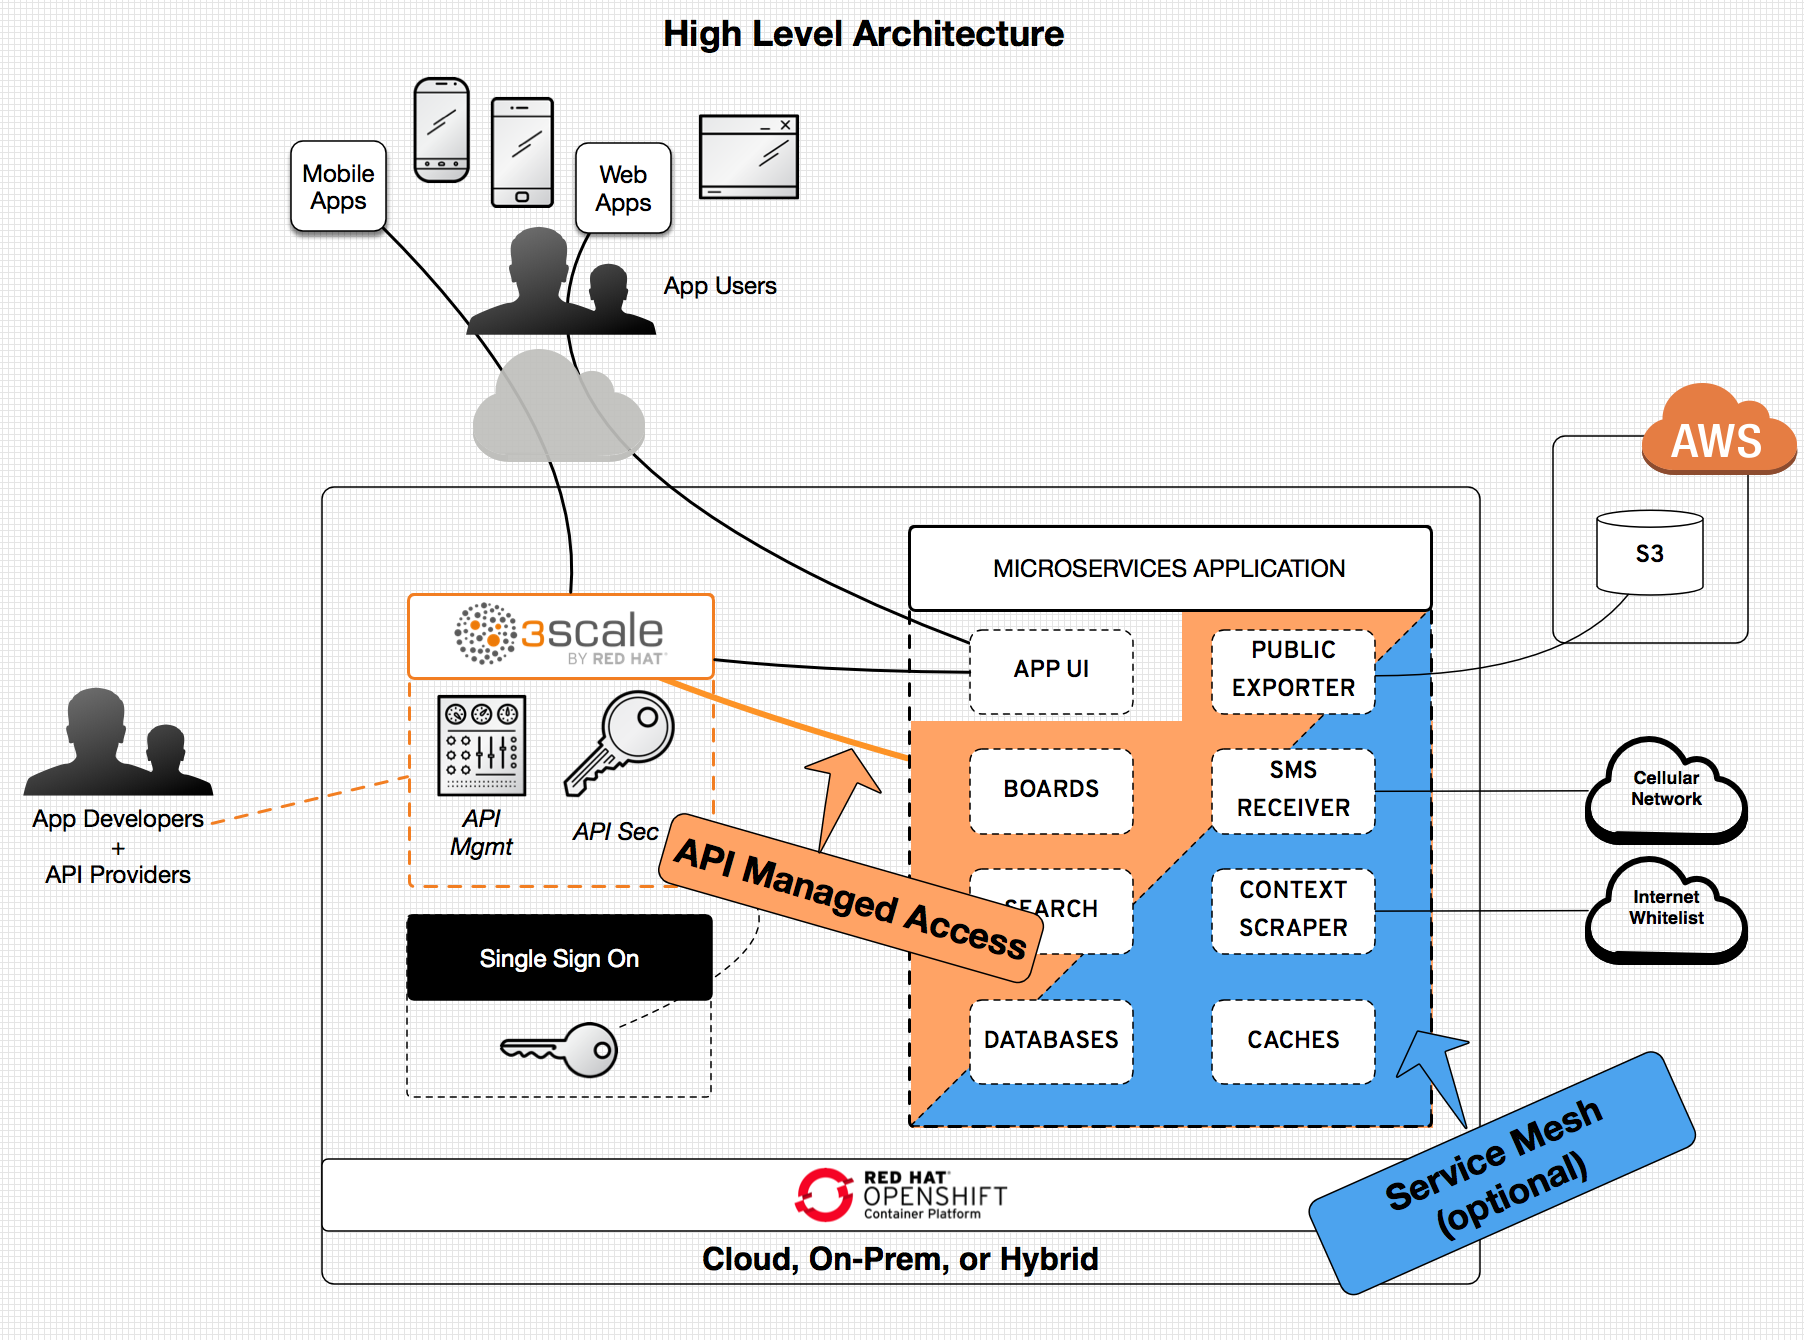 High Level Architecture
Mobile
Apps
Web
Apps
App Users
AWS
S3
MICROSERVICES APPLICATION
3scale
BY RED HAT
APP UI
PUBLIC
EXPORTER
API
Mgmt
API Sec
BOARDS
SMS
RECEIVER
Cellular
Network
App Developers
+
API Providers
API Managed Access
SEARCH
CONTEXT
SCRAPER
Internet
Whitelist
Single Sign On
DATABASES
CACHES
Service Mesh
(optional)
RED HAT
OPENSHIFT
Container Platform
Cloud, On-Prem, or Hybrid